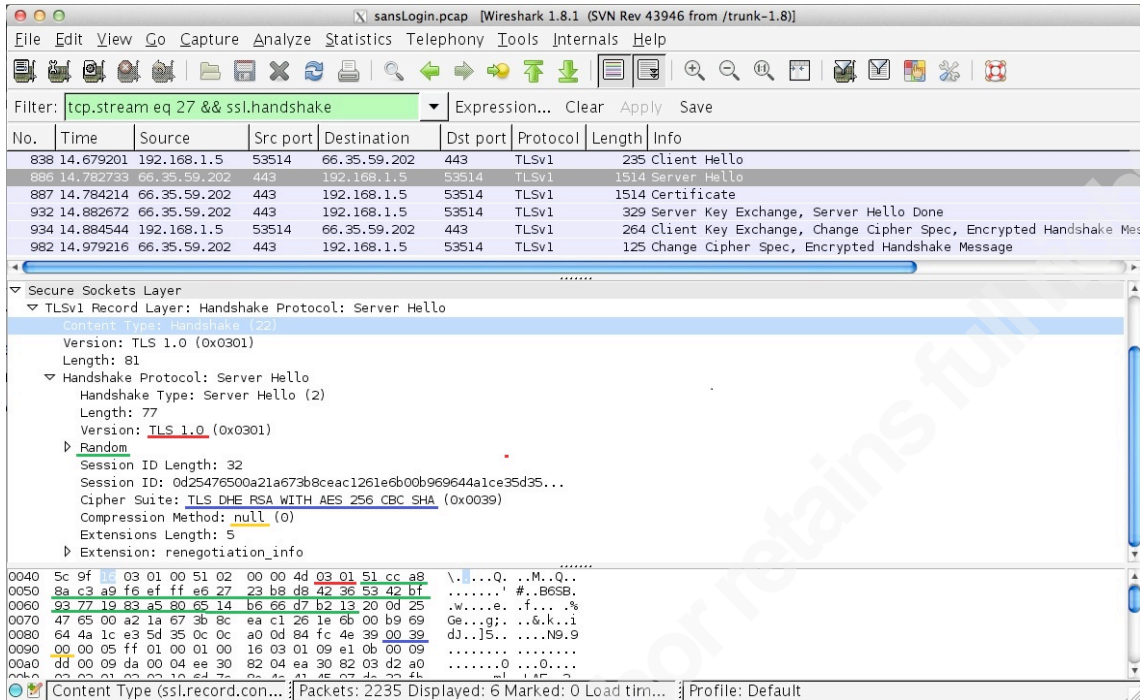 sansLogin.pcap [Wireshark 1.8.1 (SVN Rev 43946 from /trunk-1.8)]
File Edit View Go Capture Analyze Statistics Telephony Tools Internals Help
Filter: tcp.stream eq 27 && ssl.handshake Expression... Clear Apply Save
No. Time Source Src port Destination Dst port Protocol Length Info
838 14.679201 192.168.1.5 53514 66.35.59.202 443 TLSv1 235 Client Hello
886 14.782733 66.35.59.202 443 192.168.1.5 53514 TLSv1 1514 Server Hello
887 14.784214 66.35.59.202 443 192.168.1.5 53514 TLSv1 1514 Certificate
932 14.882672 66.35.59.202 443 192.168.1.5 53514 TLSv1 329 Server Key Exchange, Server Hello Done
934 14.884544 192.168.1.5 53514 66.35.59.202 443 TLSv1 264 Client Key Exchange, Change Cipher Spec, Encrypted Handshake Mes
982 14.979216 66.35.59.202 443 192.168.1.5 53514 TLSv1 125 Change Cipher Spec, Encrypted Handshake Message
Secure Sockets Layer
TLSv1 Record Layer: Handshake Protocol: Server Hello
Content Type: Handshake (22)
Version: TLS 1.0 (0x0301)
Length: 81
Handshake Protocol: Server Hello
Handshake Type: Server Hello (2)
Length: 77
Version: TLS 1.0 (0x0301)
Random
Session ID Length: 32
Session ID: 0d25476500a21a673b8ceac1261e6b00b969644a1ce35d35...
Cipher Suite: TLS DHE RSA WITH AES 256 CBC SHA (0x0039)
Compression Method: null (0)
Extensions Length: 5
Extension: renegotiation_info
0040 5c 9f 16 03 01 00 51 02 00 00 4d 03 01 51 cc a8 \.....Q. ..M..Q..
0050 8a c3 a9 f6 ef ff e6 27 23 b8 d8 42 36 53 42 bf .......' #..B6SB.
0060 93 77 19 83 a5 80 65 14 b6 66 d7 b2 13 20 0d 25 .w....e. .f... .%
0070 47 65 00 a2 1a 67 3b 8c ea c1 26 1e 6b 00 b9 69 Ge...g;. ..&.k..i
0080 64 4a 1c e3 5d 35 0c 0c a0 0d 84 fc 4e 39 00 39 dJ..]5.. ....N9.9
0090 00 00 05 ff 01 00 01 00 16 03 01 09 e1 0b 00 09 ........ ........
00a0 dd 00 09 da 00 04 ee 30 82 04 ea 30 82 03 d2 a0 .......0 ...0....
Content Type (ssl.record.con... Packets: 2235 Displayed: 6 Marked: 0 Load tim... Profile: Default